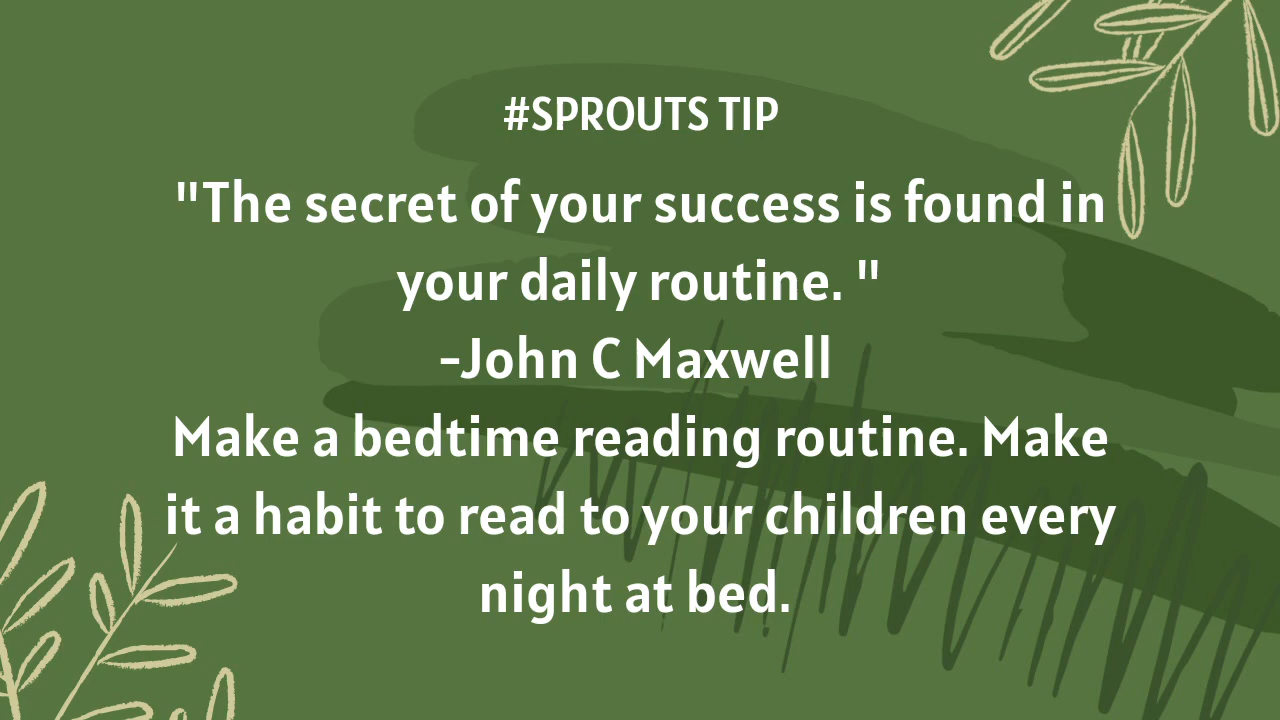 #SPROUTS TIP
"The secret of your success is found in
your daily routine. "
-John C Maxwell
Make a bedtime reading routine. Make
it a habit to read to your children every
night at bed.